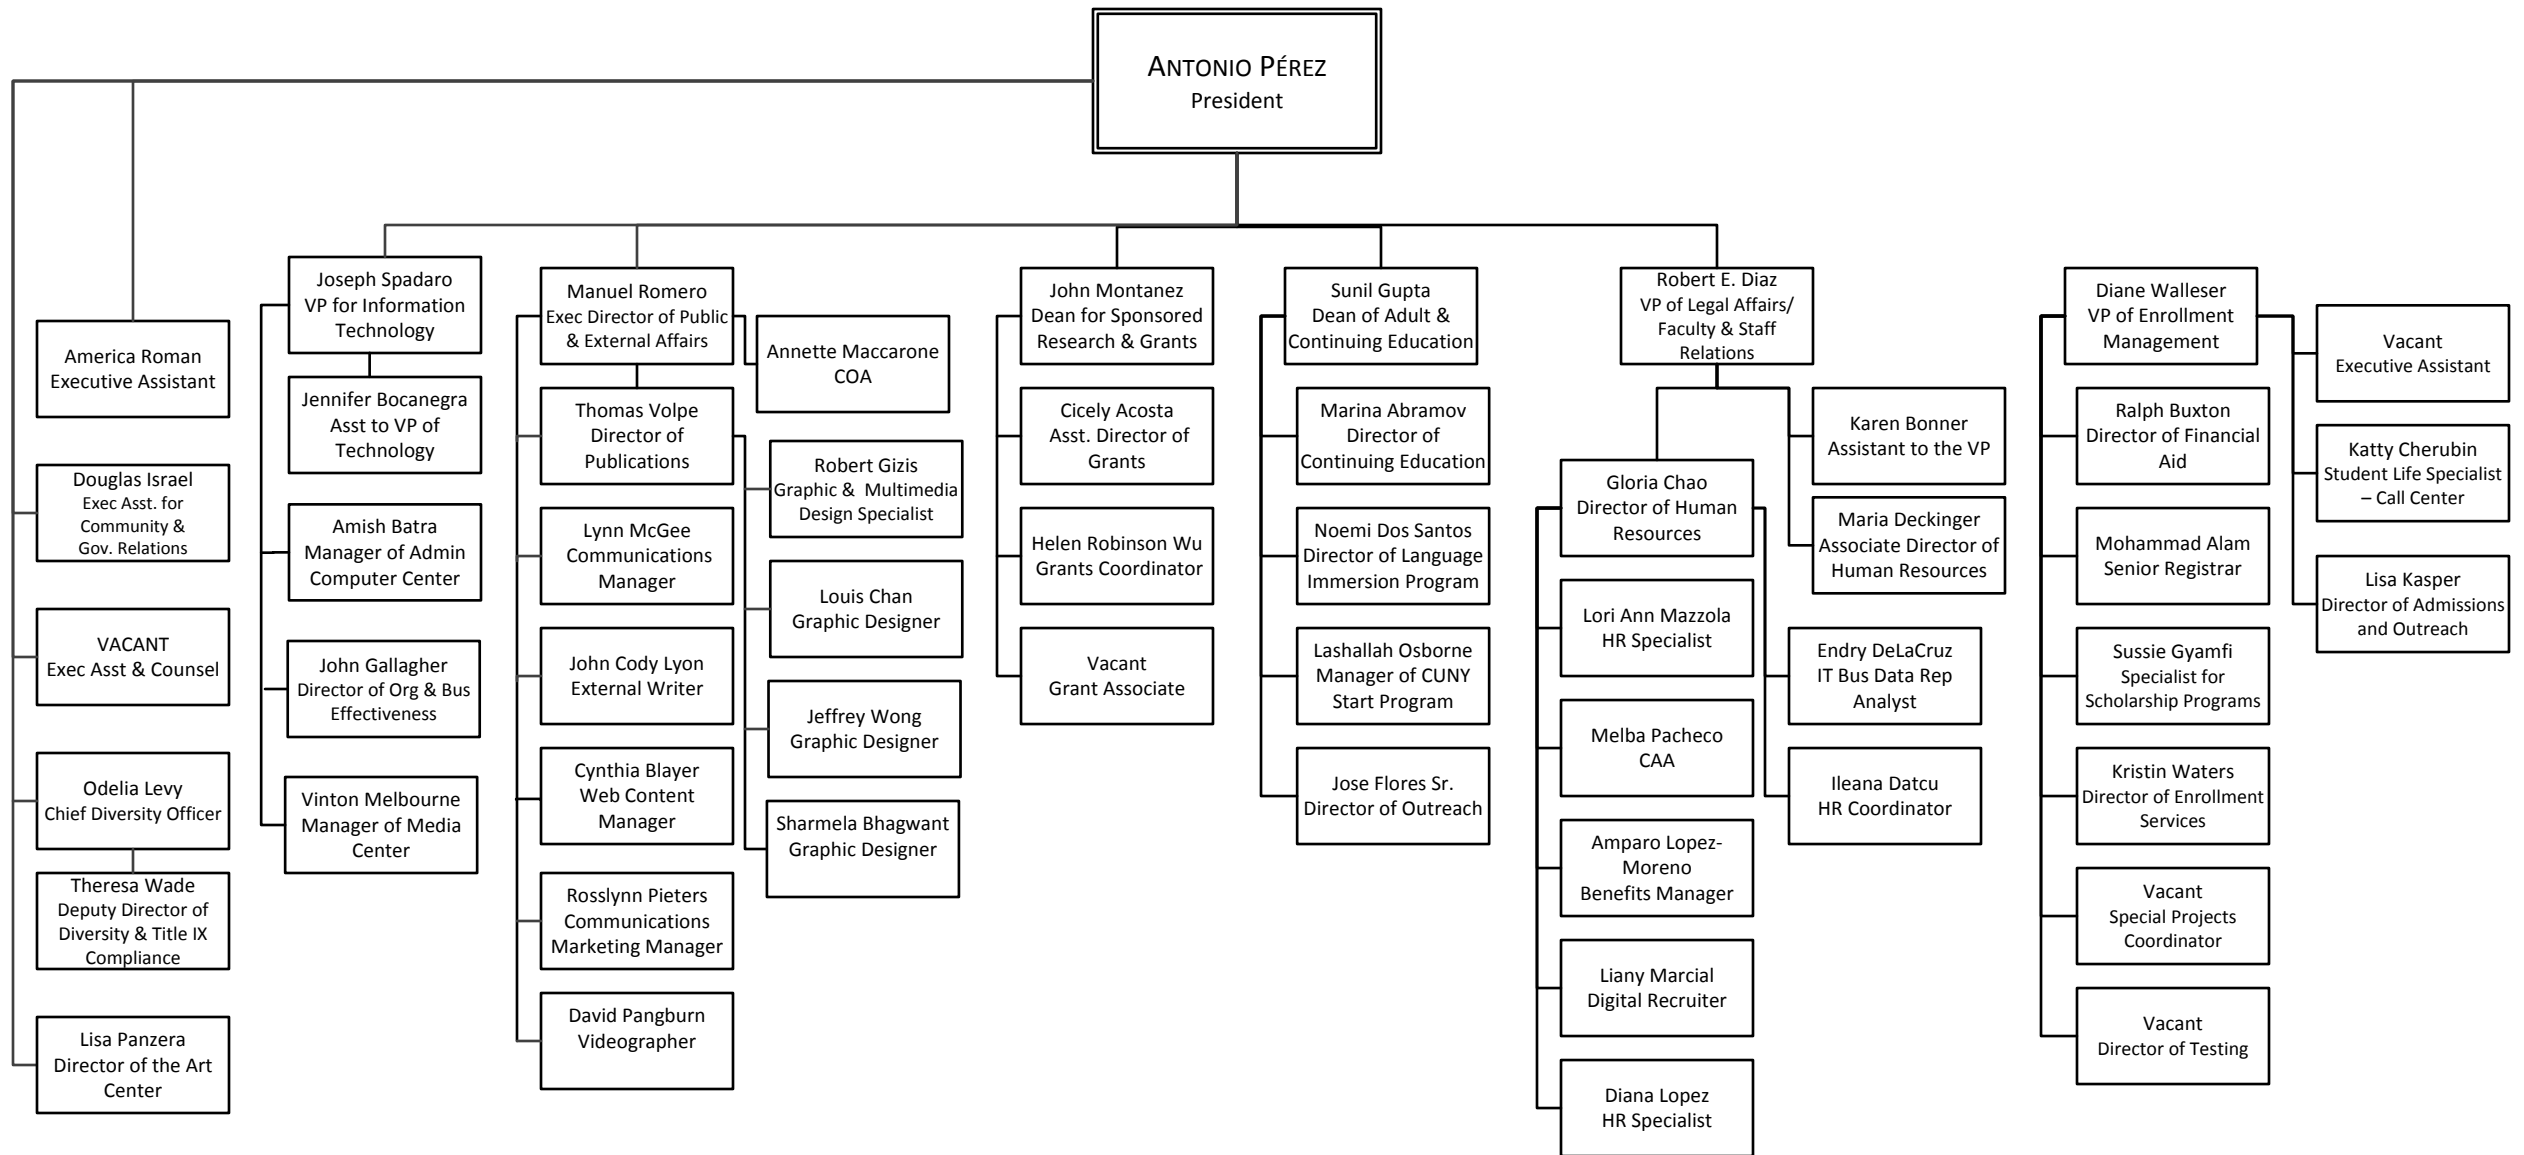 ANTONIO PÉREZ
President
America Roman
Executive Assistant
Douglas Israel
Exec Asst. for
Community &
Gov. Relations
VACANT
Exec Asst & Counsel
Odelia Levy
Chief Diversity Officer
Theresa Wade
Deputy Director of
Diversity & Title IX
Compliance
Lisa Panzera
Director of the Art
Center
Joseph Spadaro
VP for Information
Technology
Jennifer Bocanegra
Asst to VP of
Technology
Amish Batra
Manager of Admin
Computer Center
John Gallagher
Director of Org & Bus
Effectiveness
Vinton Melbourne
Manager of Media
Center
Manuel Romero
Exec Director of Public
& External Affairs
Annette Maccarone
COA
Thomas Volpe
Director of
Publications
Robert Gizis
Graphic & Multimedia
Design Specialist
Louis Chan
Graphic Designer
Jeffrey Wong
Graphic Designer
Sharmela Bhagwant
Graphic Designer
Lynn McGee
Communications
Manager
John Cody Lyon
External Writer
Cynthia Blayer
Web Content
Manager
Rosslynn Pieters
Communications
Marketing Manager
David Pangburn
Videographer
John Montanez
Dean for Sponsored
Research & Grants
Cicely Acosta
Asst. Director of
Grants
Helen Robinson Wu
Grants Coordinator
Vacant
Grant Associate
Sunil Gupta
Dean of Adult &
Continuing Education
Marina Abramov
Director of
Continuing Education
Noemi Dos Santos
Director of Language
Immersion Program
Lashallah Osborne
Manager of CUNY
Start Program
Jose Flores Sr.
Director of Outreach
Robert E. Diaz
VP of Legal Affairs/
Faculty & Staff
Relations
Karen Bonner
Assistant to the VP
Maria Deckinger
Associate Director of
Human Resources
Gloria Chao
Director of Human
Resources
Lori Ann Mazzola
HR Specialist
Melba Pacheco
CAA
Amparo Lopez-
Moreno
Benefits Manager
Liany Marcial
Digital Recruiter
Diana Lopez
HR Specialist
Endry DeLaCruz
IT Bus Data Rep
Analyst
Ileana Datcu
HR Coordinator
Diane Walleser
VP of Enrollment
Management
Ralph Buxton
Director of Financial
Aid
Mohammad Alam
Senior Registrar
Sussie Gyamfi
Specialist for
Scholarship Programs
Kristin Waters
Director of Enrollment
Services
Vacant
Special Projects
Coordinator
Vacant
Director of Testing
Vacant
Executive Assistant
Katty Cherubin
Student Life Specialist
– Call Center
Lisa Kasper
Director of Admissions
and Outreach